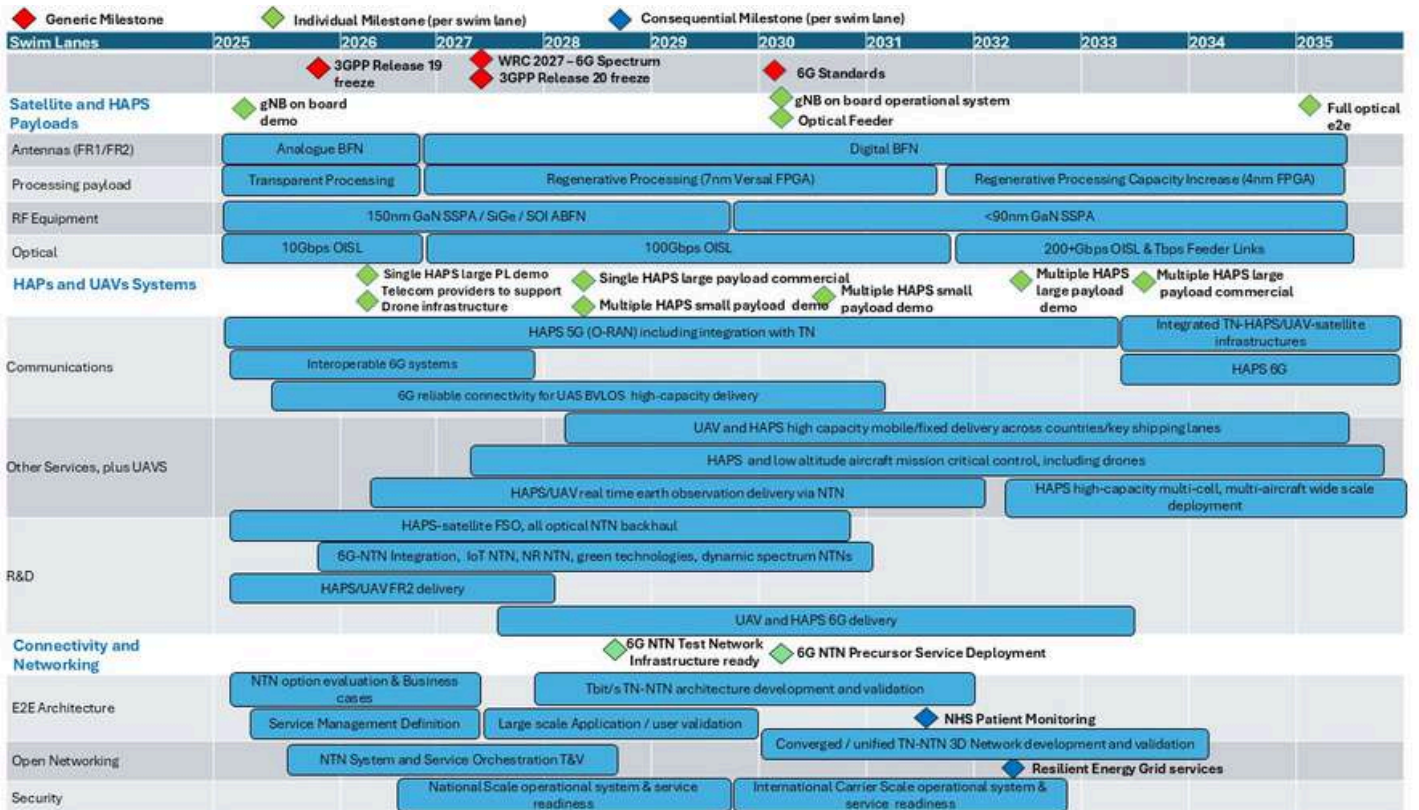 Generic Milestone
Individual Milestone (per swim lane)
Consequential Milestone (per swim lane)
Swim Lanes 2025 2026 2027 2028 2029 2030 2031 2032 2033 2034 2035
3GPP Release 19
freeze
WRC 2027 – 6G Spectrum
3GPP Release 20 freeze
6G Standards
Satellite and HAPS
Payloads
gNB on board
demo
gNB on board operational system
Optical Feeder
Full optical
e2e
Antennas (FR1/FR2)
Analogue BFN
Digital BFN
Processing payload
Transparent Processing
Regenerative Processing (7nm Versal FPGA)
Regenerative Processing Capacity Increase (4nm FPGA)
RF Equipment
150nm GaN SSPA / SiGe / SOI ABFN
<90nm GaN SSPA
Optical
10Gbps OISL
100Gbps OISL
200+Gbps OISL & Tbps Feeder Links
HAPs and UAVs Systems
Single HAPS large PL demo
Telecom providers to support
Drone infrastructure
Single HAPS large payload commercial
Multiple HAPS small payload demo
Multiple HAPS small
payload demo
Multiple HAPS
large payload
demo
Multiple HAPS large
payload commercial
Communications
HAPS 5G (O-RAN) including integration with TN
Integrated TN-HAPS/UAV-satellite
infrastructures
Interoperable 6G systems
HAPS 6G
6G reliable connectivity for UAS BVLOS high-capacity delivery
Other Services, plus UAVS
UAV and HAPS high capacity mobile/fixed delivery across countries/key shipping lanes
HAPS and low altitude aircraft mission critical control, including drones
HAPS/UAV real time earth observation delivery via NTN
HAPS high-capacity multi-cell, multi-aircraft wide scale
deployment
R&D
HAPS-satellite FSO, all optical NTN backhaul
6G-NTN Integration, IoT NTN, NR NTN, green technologies, dynamic spectrum NTNs
HAPS/UAV FR2 delivery
UAV and HAPS 6G delivery
Connectivity and
Networking
6G NTN Test Network
Infrastructure ready
6G NTN Precursor Service Deployment
E2E Architecture
NTN option evaluation & Business
cases
Tbit/s TN-NTN architecture development and validation
Service Management Definition
Large scale Application / user validation
NHS Patient Monitoring
Converged / unified TN-NTN 3D Network development and validation
Open Networking
NTN System and Service Orchestration T&V
Resilient Energy Grid services
Security
National Scale operational system & service
readiness
International Carrier Scale operational system &
service readiness